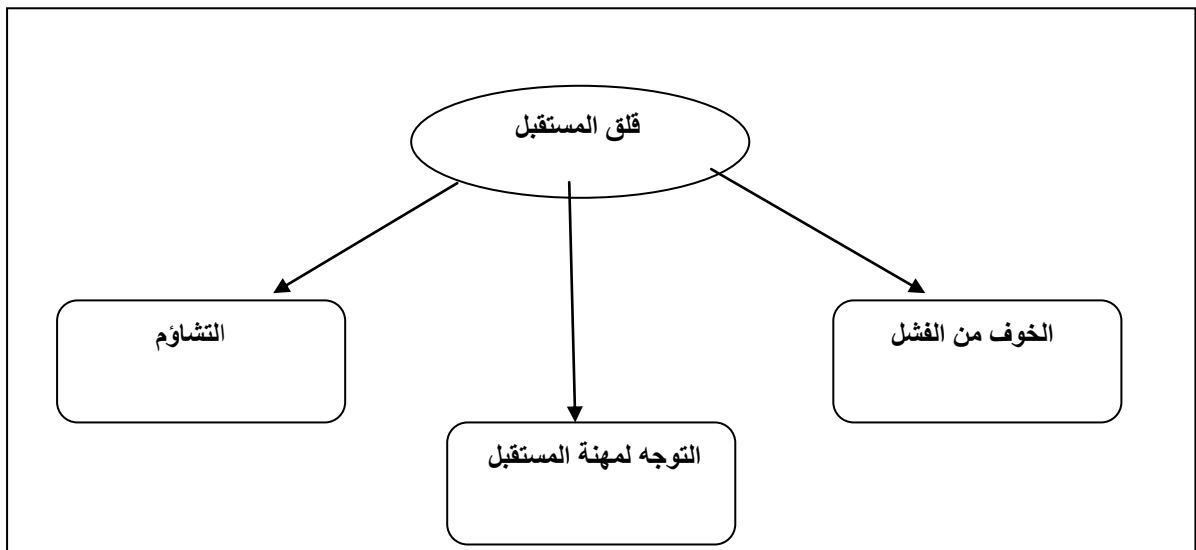 قلق المستقبل
الخوف من الفشل
التشاؤم
التوجه لمهنة المستقبل